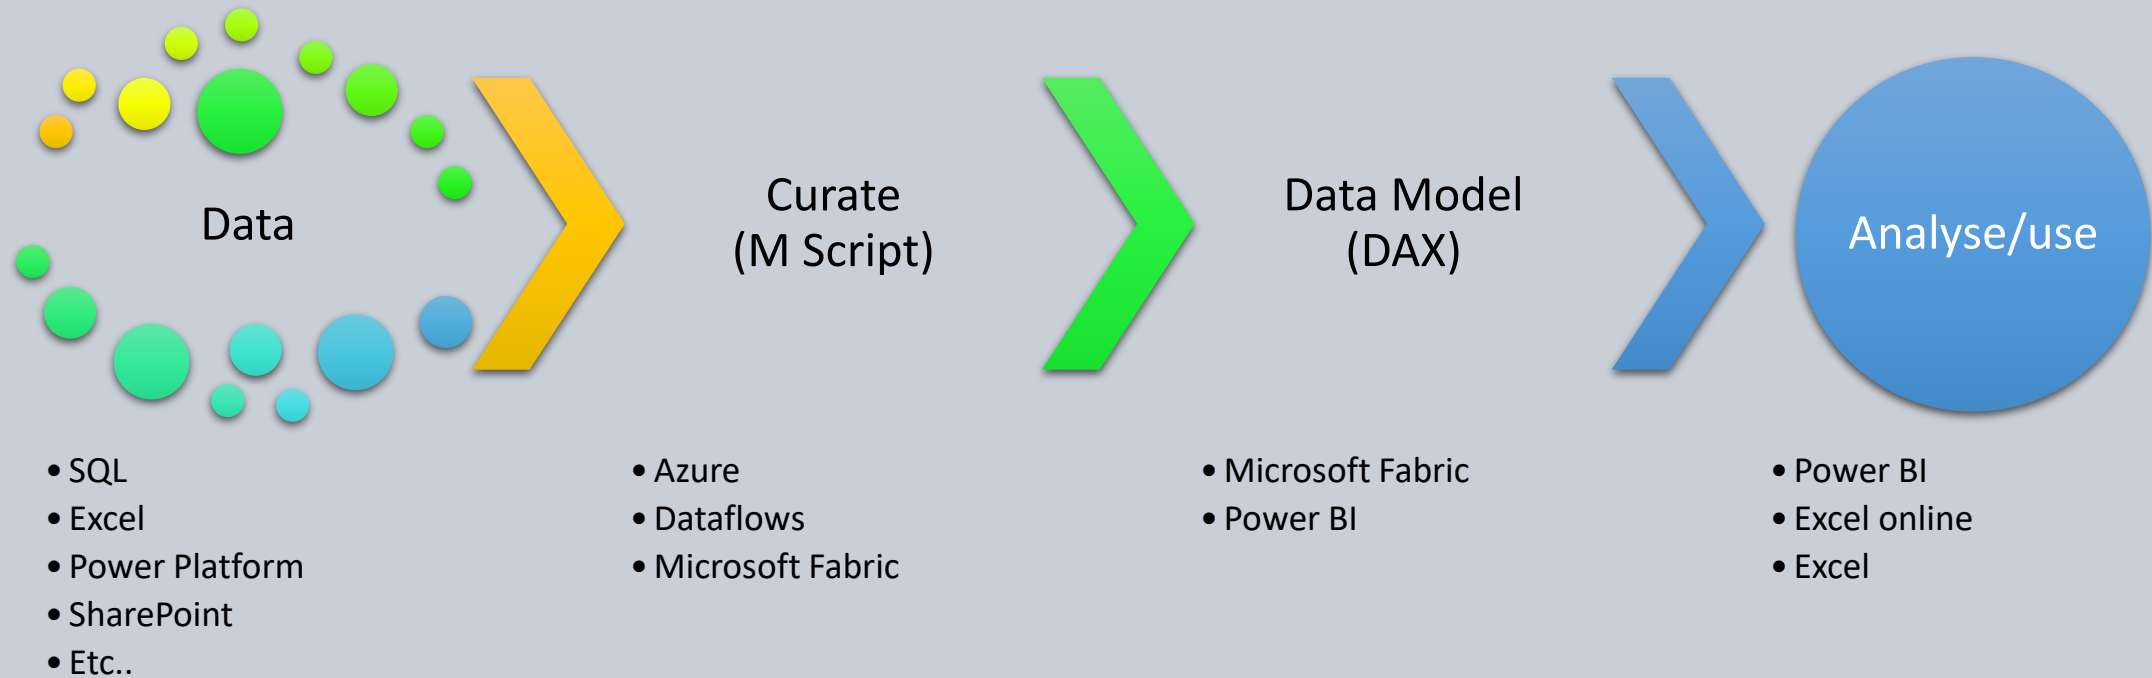 Data
Curate
(M Script)
Data Model
(DAX)
Analyse/use
• SQL
• Excel
• Power Platform
• SharePoint
• Etc..
• Azure
• Dataflows
• Microsoft Fabric
• Microsoft Fabric
• Power BI
• Power BI
• Excel online
• Excel